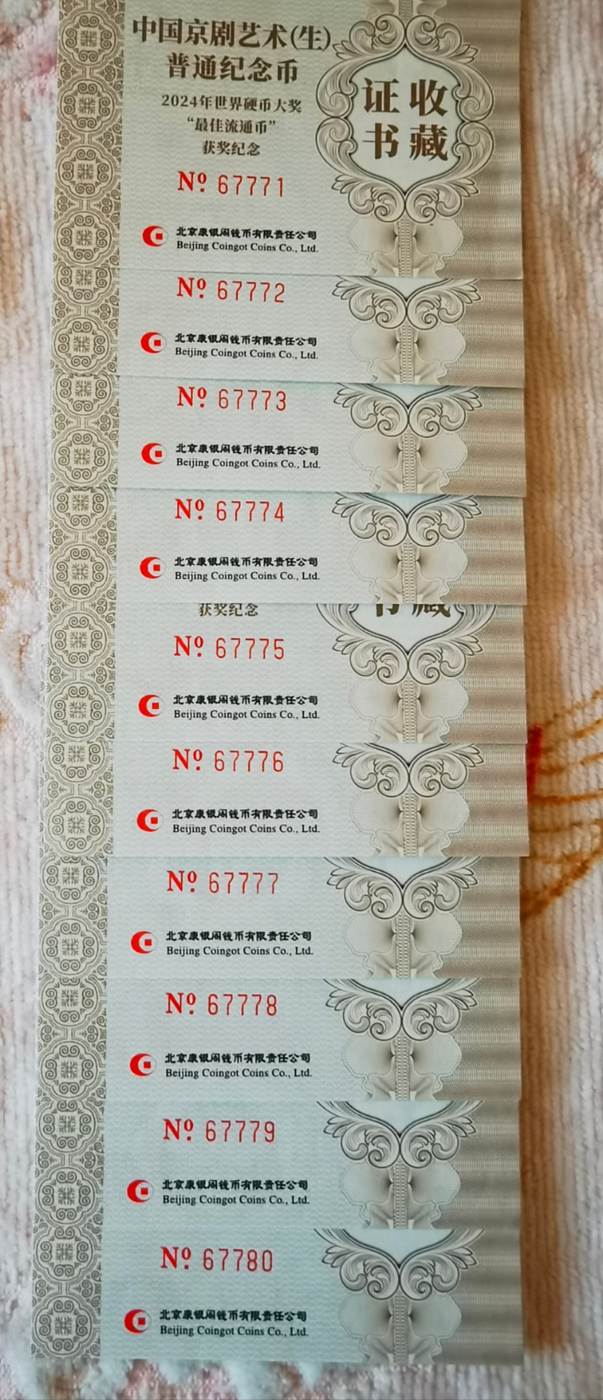 中国京剧艺术(生)
普通纪念币
2024年世界硬币大奖
“最佳流通币”
获奖纪念
收藏
证书
Nº 67771
北京康银阁钱币有限责任公司
Beijing Coingot Coins Co., Ltd.
Nº 67772
北京康银阁钱币有限责任公司
Beijing Coingot Coins Co., Ltd.
Nº 67773
北京康银阁钱币有限责任公司
Beijing Coingot Coins Co., Ltd.
Nº 67774
北京康银阁钱币有限责任公司
Beijing Coingot Coins Co., Ltd.
获奖纪念
书藏
Nº 67775
北京康银阁钱币有限责任公司
Beijing Coingot Coins Co., Ltd.
Nº 67776
北京康银阁钱币有限责任公司
Beijing Coingot Coins Co., Ltd.
Nº 67777
北京康银阁钱币有限责任公司
Beijing Coingot Coins Co., Ltd.
Nº 67778
北京康银阁钱币有限责任公司
Beijing Coingot Coins Co., Ltd.
Nº 67779
北京康银阁钱币有限责任公司
Beijing Coingot Coins Co., Ltd.
Nº 67780
北京康银阁钱币有限责任公司
Beijing Coingot Coins Co., Ltd.